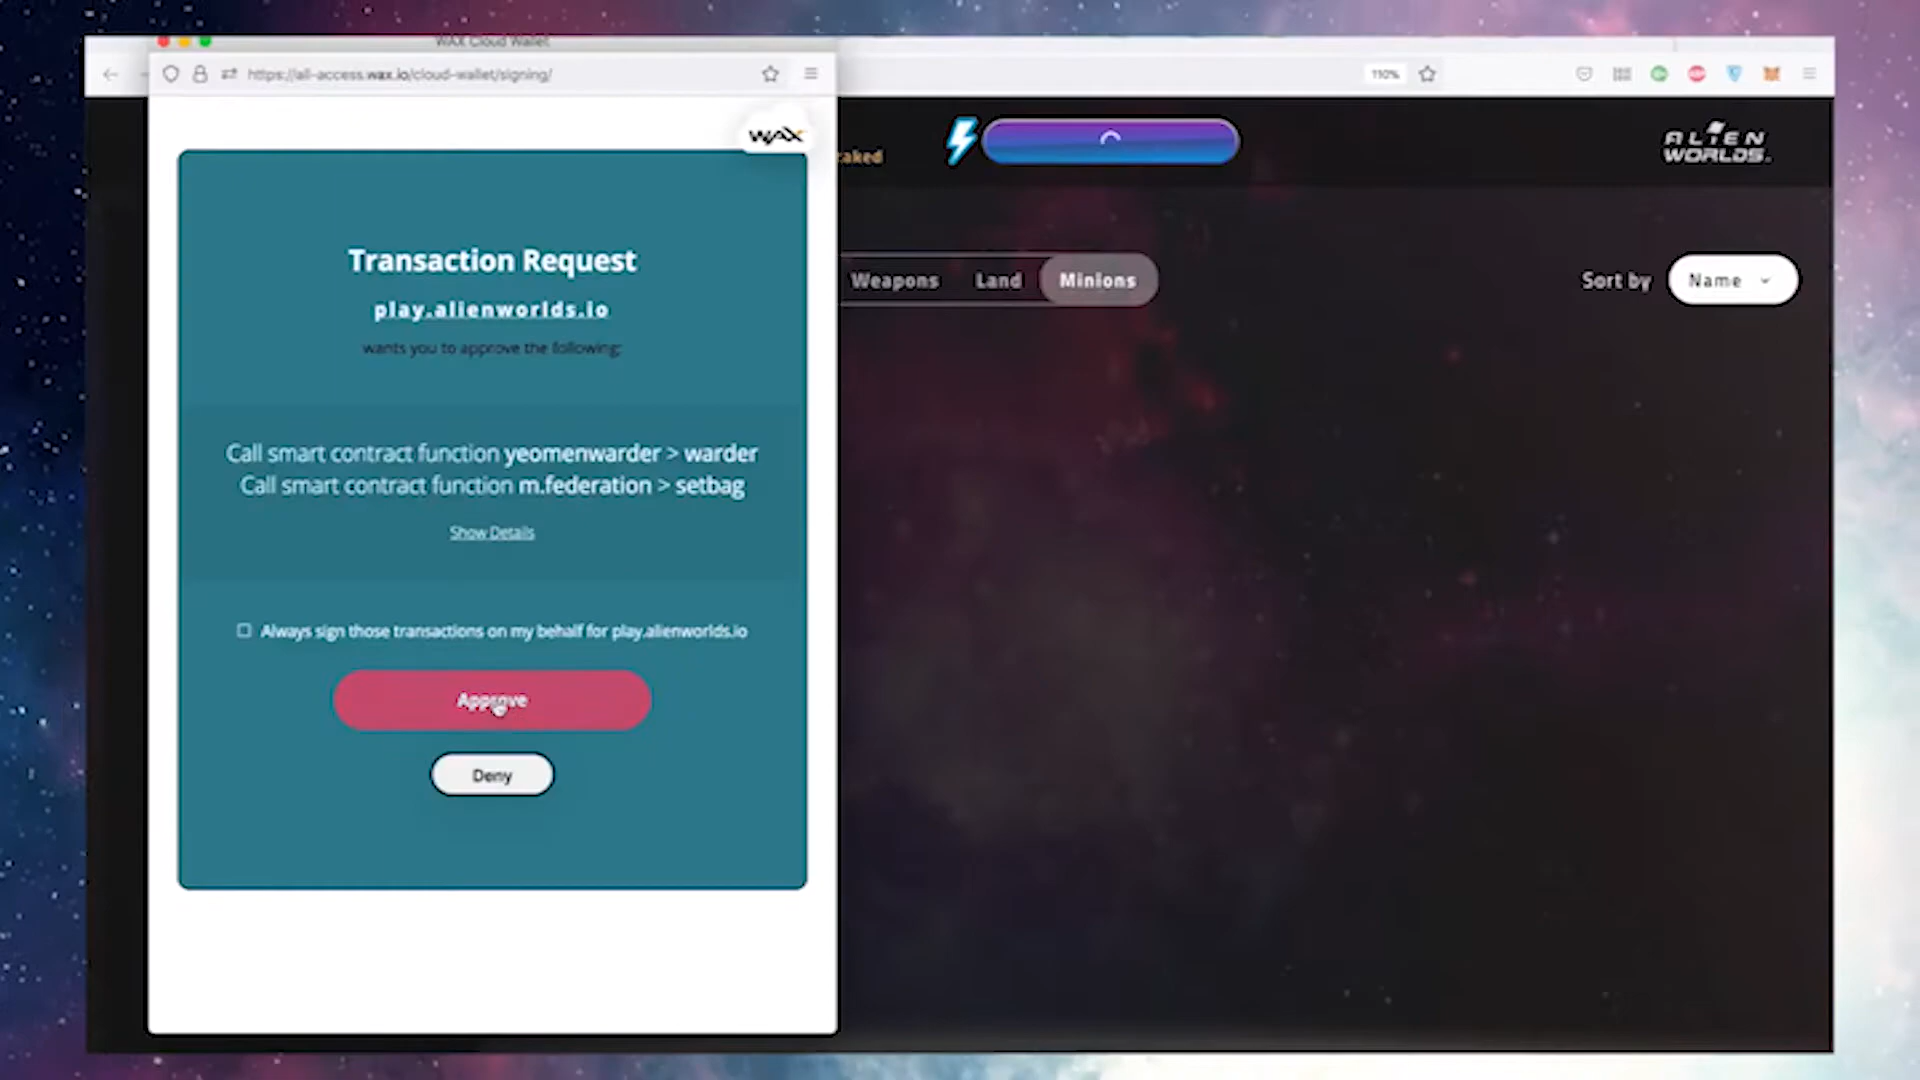 WAX Cloud Wallet
https://all-access.wax.io/cloud-wallet/signing/
110%
WAX
Transaction Request
play.alienworlds.io
wants you to approve the following:
Call smart contract function yeomenwarder > warder
Call smart contract function m.federation > setbag
Show Details
Always sign those transactions on my behalf for play.alienworlds.io
Approve
Deny
aked
ALIEN
WORLDS.
Weapons
Land
Minions
Sort by
Name